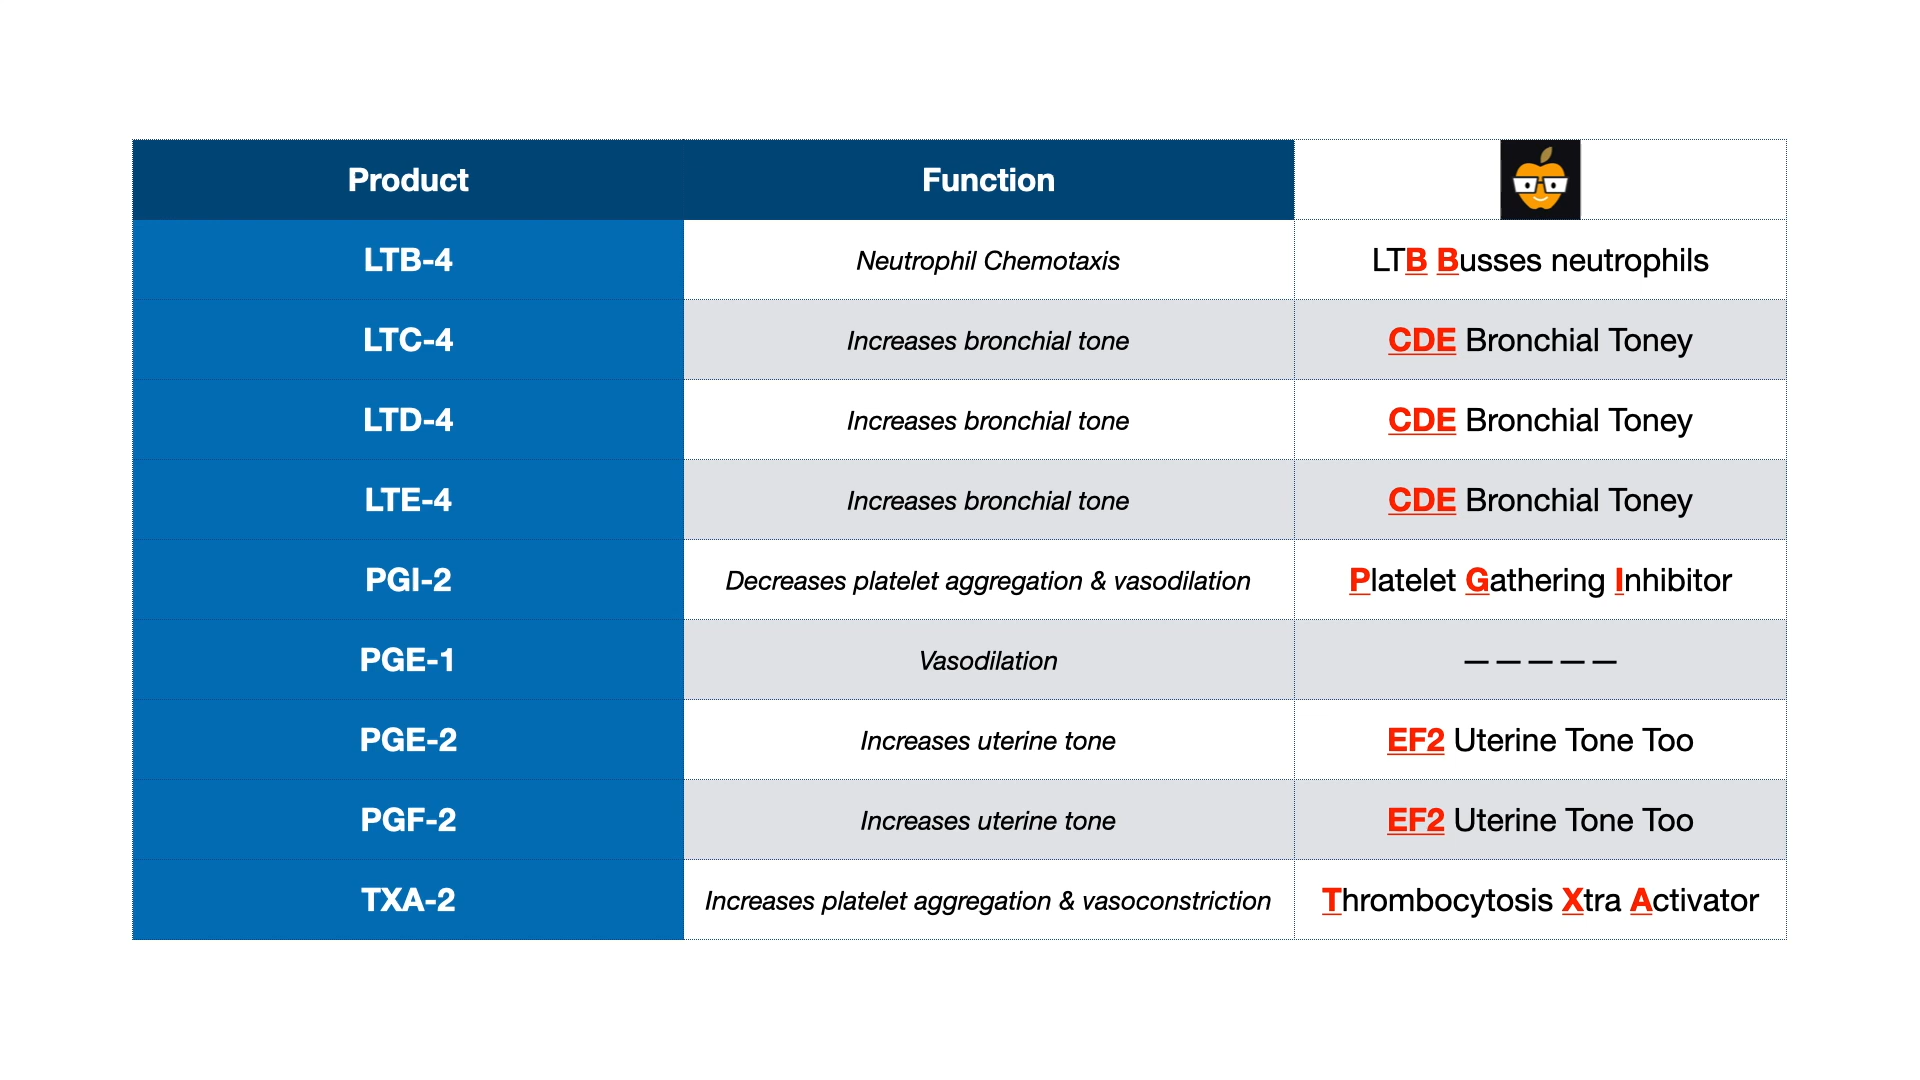 Product Function
LTB-4 Neutrophil Chemotaxis LTB Busses neutrophils
LTC-4 Increases bronchial tone CDE Bronchial Toney
LTD-4 Increases bronchial tone CDE Bronchial Toney
LTE-4 Increases bronchial tone CDE Bronchial Toney
PGI-2 Decreases platelet aggregation & vasodilation Platelet Gathering Inhibitor
PGE-1 Vasodilation — — — — —
PGE-2 Increases uterine tone EF2 Uterine Tone Too
PGF-2 Increases uterine tone EF2 Uterine Tone Too
TXA-2 Increases platelet aggregation & vasoconstriction Thrombocytosis Xtra Activator